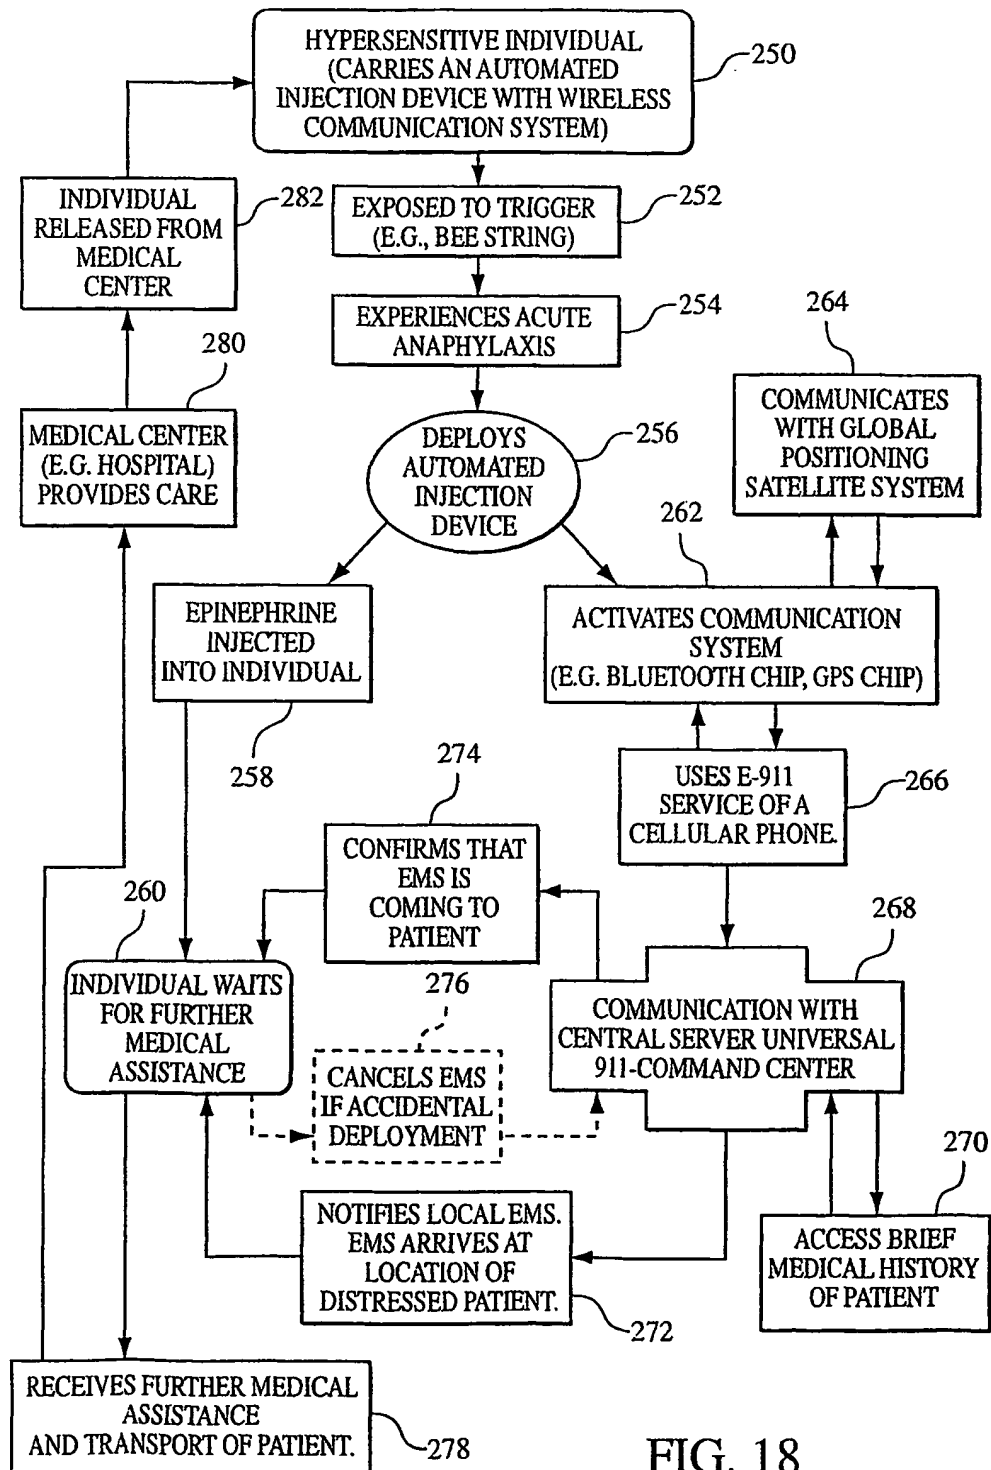 HYPERSENSITIVE INDIVIDUAL
(CARRIES AN AUTOMATED
INJECTION DEVICE WITH WIRELESS
COMMUNICATION SYSTEM)
250
INDIVIDUAL
RELEASED FROM
MEDICAL
CENTER
282
EXPOSED TO TRIGGER
(E.G., BEE STRING)
252
EXPERIENCES ACUTE
ANAPHYLAXIS
254
264
COMMUNICATES
WITH GLOBAL
POSITIONING
SATELLITE SYSTEM
280
MEDICAL CENTER
(E.G. HOSPITAL)
PROVIDES CARE
DEPLOYS
AUTOMATED
INJECTION
DEVICE
256
262
EPINEPHRINE
INJECTED
INTO INDIVIDUAL
258
ACTIVATES COMMUNICATION
SYSTEM
(E.G. BLUETOOTH CHIP, GPS CHIP)
274
USES E-911
SERVICE OF A
CELLULAR PHONE.
266
CONFIRMS THAT
EMS IS
COMING TO
PATIENT
260
268
INDIVIDUAL WAITS
FOR FURTHER
MEDICAL
ASSISTANCE
276
CANCELS EMS
IF ACCIDENTAL
DEPLOYMENT
COMMUNICATION WITH
CENTRAL SERVER UNIVERSAL
911-COMMAND CENTER
270
NOTIFIES LOCAL EMS.
EMS ARRIVES AT
LOCATION OF
DISTRESSED PATIENT.
272
ACCESS BRIEF
MEDICAL HISTORY
OF PATIENT
RECEIVES FURTHER MEDICAL
ASSISTANCE
AND TRANSPORT OF PATIENT.
278
FIG. 18